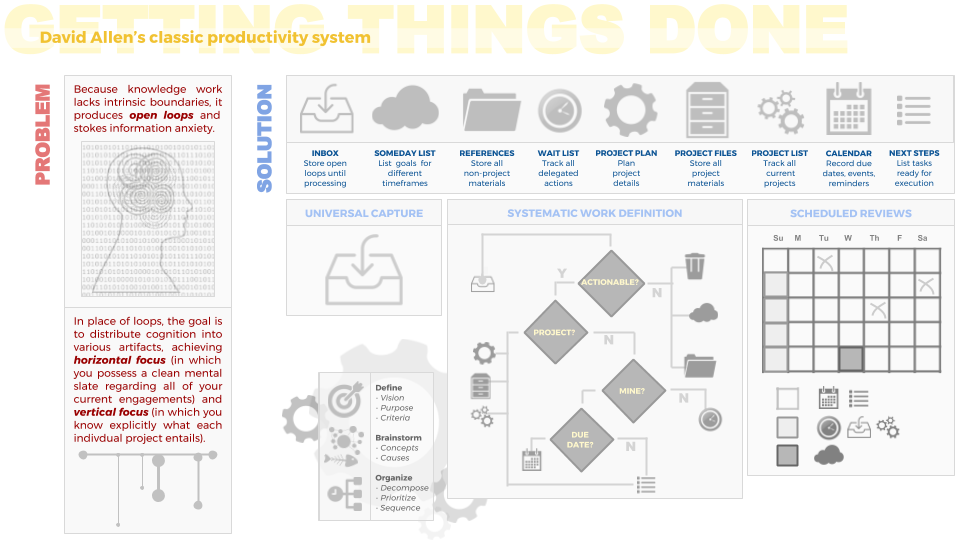 GETTING THINGS DONE
David Allen's classic productivity system
PROBLEM
Because knowledge work
lacks intrinsic boundaries, it
produces open loops and
stokes information anxiety.
In place of loops, the goal is
to distribute cognition into
various artifacts, achieving
horizontal focus (in which
you possess a clean mental
slate regarding all of your
current engagements) and
vertical focus (in which you
know explicitly what each
indivdual project entails).
SOLUTION
INBOX
Store open
loops until
processing
SOMEDAY LIST
List goals for
different
timeframes
REFERENCES
Store all
non-project
materials
WAIT LIST
Track all
delegated
actions
PROJECT PLAN
Plan
project
details
PROJECT FILES
Store all
project
materials
PROJECT LIST
Track all
current
projects
CALENDAR
Record due
dates, events,
reminders
NEXT STEPS
List tasks
ready for
execution
UNIVERSAL CAPTURE
Define
- Vision
- Purpose
- Criteria
Brainstorm
- Concepts
- Causes
Organize
- Decompose
- Prioritize
- Sequence
SYSTEMATIC WORK DEFINITION
ACTIONABLE?
Y
N
PROJECT?
N
MINE?
N
DUE
DATE?
N
SCHEDULED REVIEWS
Su M Tu W Th F Sa